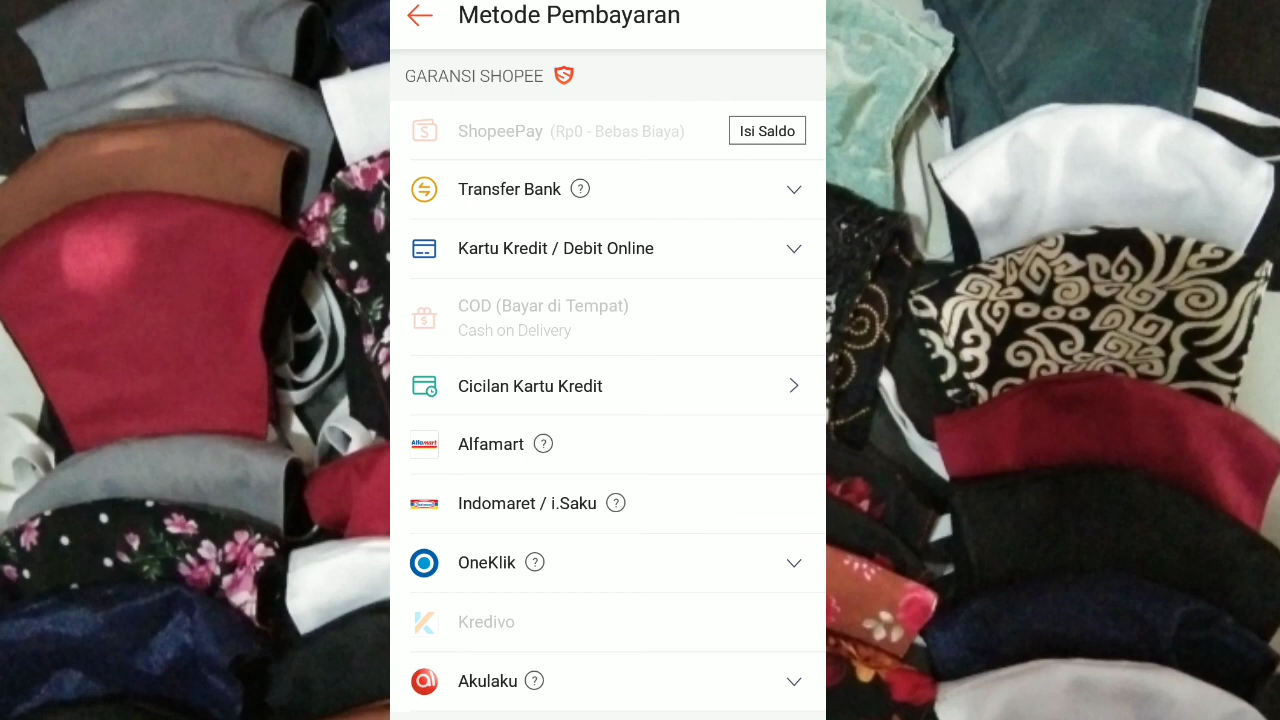 Metode Pembayaran
GARANSI SHOPEE
ShopeePay (Rp0 - Bebas Biaya) Isi Saldo
Transfer Bank ?
Kartu Kredit / Debit Online
COD (Bayar di Tempat)
Cash on Delivery
Cicilan Kartu Kredit
Alfamart Alfamart ?
Indomaret / i.Saku ?
OneKlik ?
Kredivo
Akulaku ?